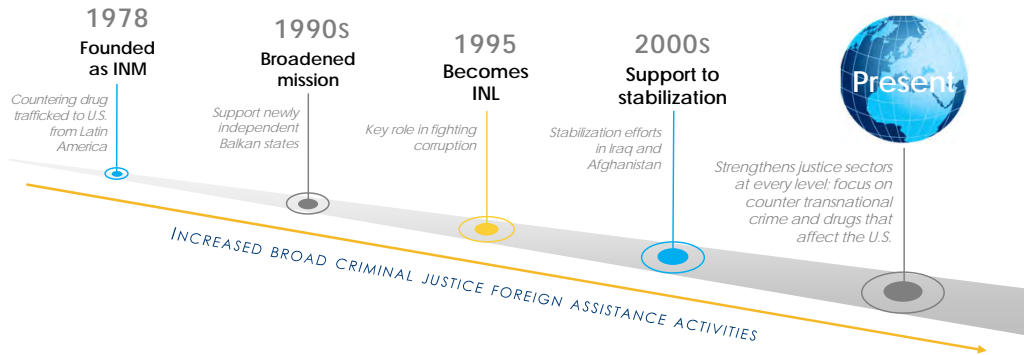 1978
Founded
as INM
Countering drug
trafficked to U.S.
from Latin
America
1990s
Broadened
mission
Support newly
independent
Balkan states
1995
Becomes
INL
Key role in fighting
corruption
2000s
Support to
stabilization
Stabilization efforts
in Iraq and
Afghanistan
Present
Strengthens justice sectors
at every level; focus on
counter transnational
crime and drugs that
affect the U.S.
INCREASED BROAD CRIMINAL JUSTICE FOREIGN ASSISTANCE ACTIVITIES